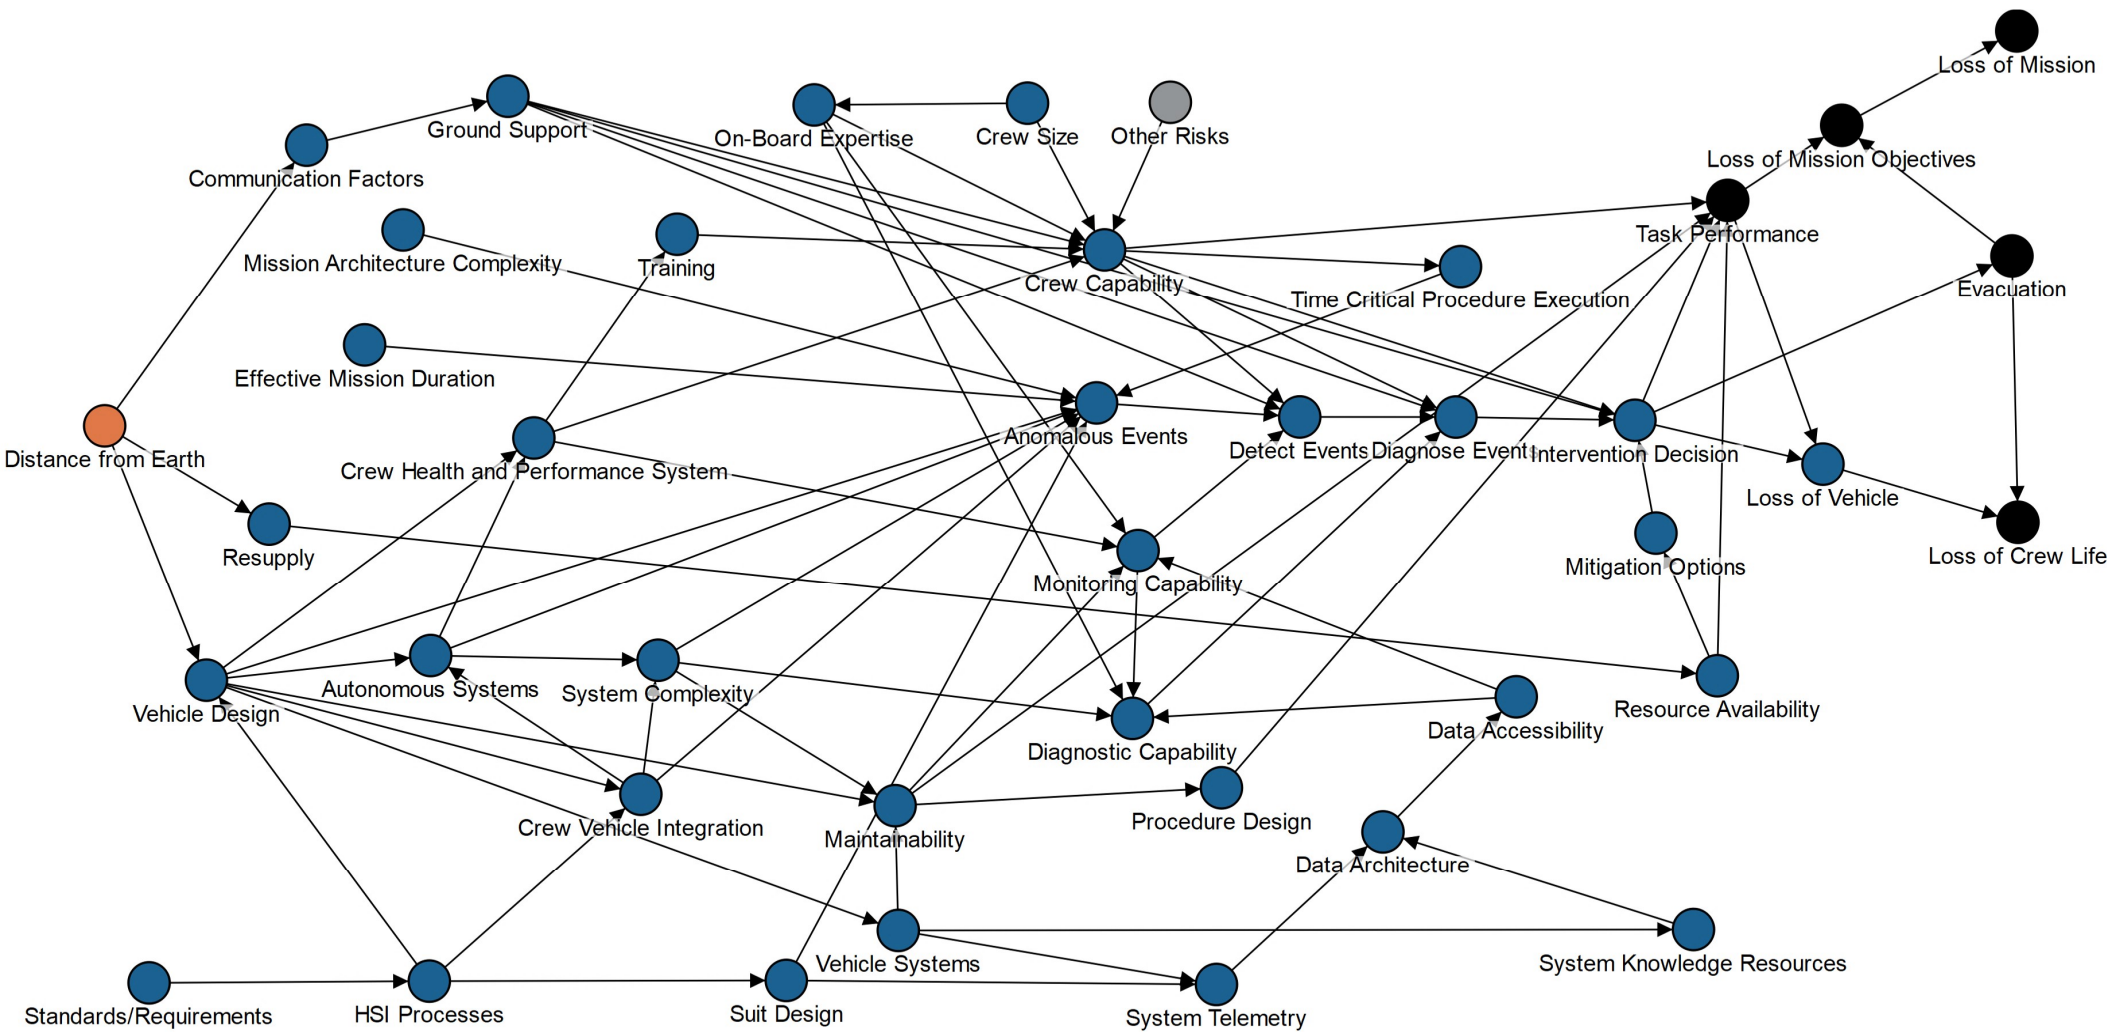 Loss of Mission
Ground Support
On-Board Expertise
Crew Size
Other Risks
Loss of Mission Objectives
Communication Factors
Mission Architecture Complexity
Training
Task Performance
Crew Capability
Time Critical Procedure Execution
Evacuation
Effective Mission Duration
Anomalous Events
Detect Events
Diagnose Events
Intervention Decision
Distance from Earth
Crew Health and Performance System
Loss of Vehicle
Resupply
Monitoring Capability
Mitigation Options
Loss of Crew Life
Vehicle Design
Autonomous Systems
System Complexity
Resource Availability
Diagnostic Capability
Data Accessibility
Crew Vehicle Integration
Maintainability
Procedure Design
Data Architecture
Vehicle Systems
System Knowledge Resources
Standards/Requirements
HSI Processes
Suit Design
System Telemetry